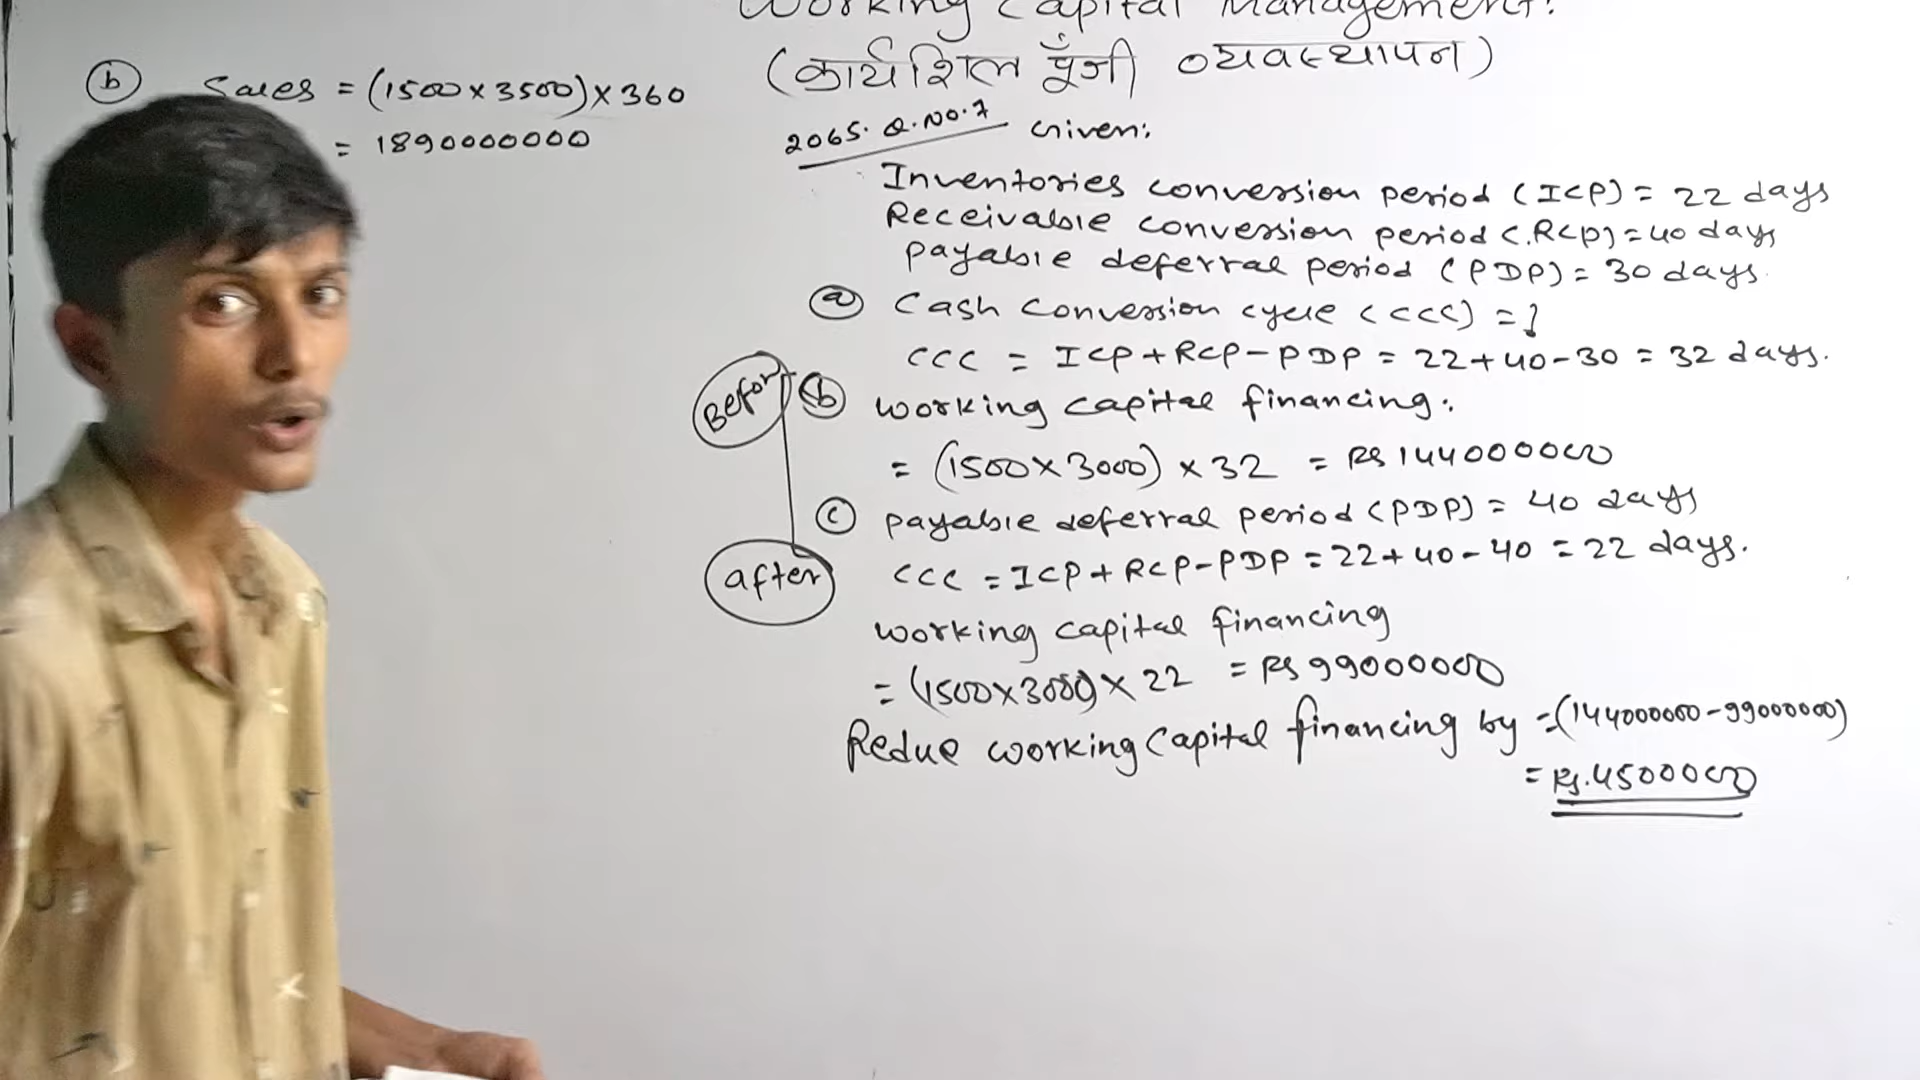 Working Capital Management:
(कार्यशिल पूँजी व्यवस्थापन)
2065. Q.NO.7 Given:
Inventories conversion period (ICP) = 22 days
Receivable conversion period (RCP) = 40 days
payable deferral period (PDP) = 30 days.
(a) Cash Conversion cycle (CCC) = ?
CCC = ICP + RCP - PDP = 22 + 40 - 30 = 32 days.
Befor
(b) working capital financing:
= (1500 x 3000) x 32 = Rs 144000000
(c) payable deferral period (PDP) = 40 days
after
CCC = ICP + RCP - PDP = 22 + 40 - 40 = 22 days.
working capital financing
= (1500 x 3000) x 22 = Rs 99000000
Redue working Capital financing by = (144000000 - 99000000)
= Rs. 45000000
(b) Sales = (1500 x 3500) x 360
= 1890000000